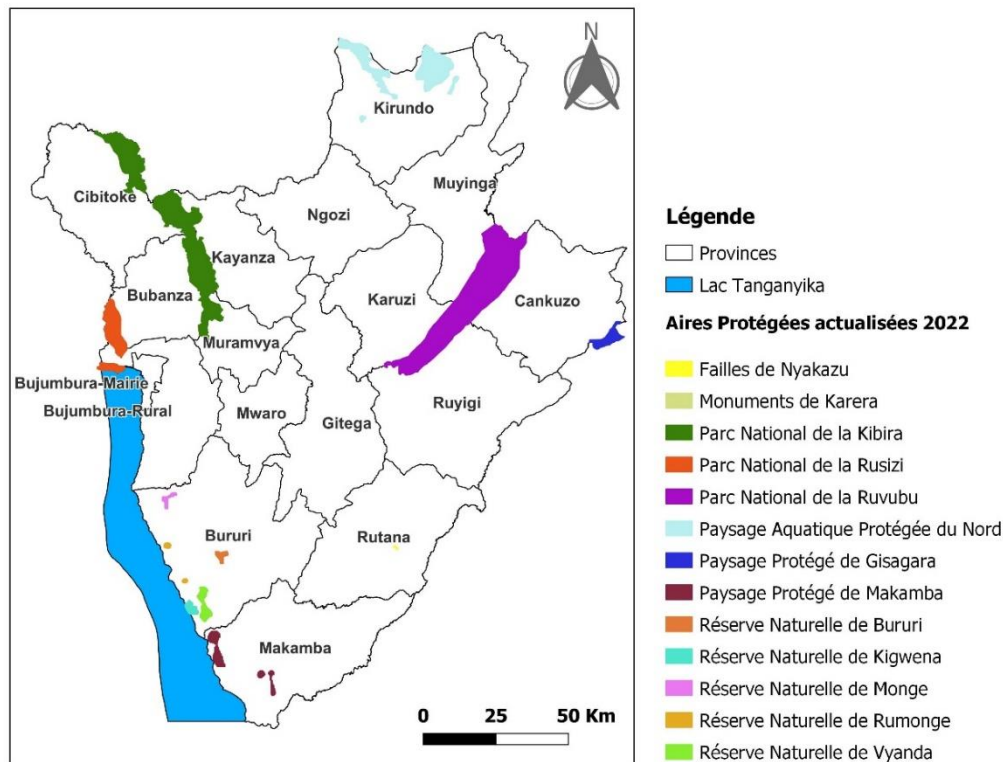 N
Kirundo
Muyinga
Cibitoke
Ngozi
Kayanza
Bubanza
Karuzi
Cankuzo
Muramvya
Bujumbura-Mairie
Bujumbura-Rural
Mwaro
Gitega
Ruyigi
Bururi
Rutana
Makamba
0 25 50 Km
Légende
Provinces
Lac Tanganyika
Aires Protégées actualisées 2022
Failles de Nyakazu
Monuments de Karera
Parc National de la Kibira
Parc National de la Rusizi
Parc National de la Ruvubu
Paysage Aquatique Protégée du Nord
Paysage Protégé de Gisagara
Paysage Protégé de Makamba
Réserve Naturelle de Bururi
Réserve Naturelle de Kigwena
Réserve Naturelle de Monge
Réserve Naturelle de Rumonge
Réserve Naturelle de Vyanda